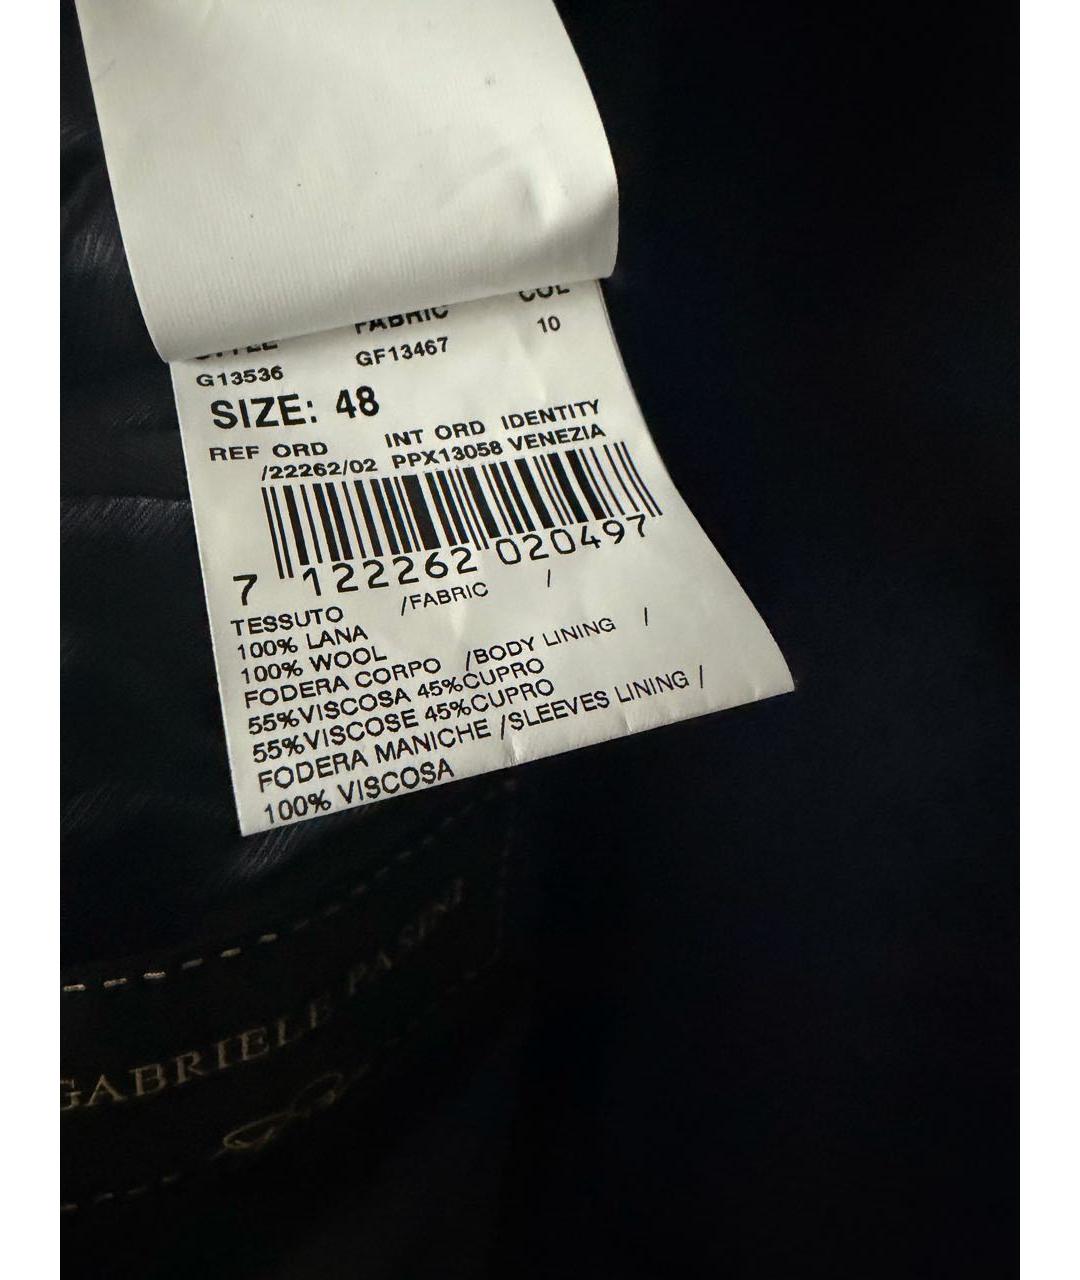 STYLE FABRIC COL
G13536 GF13467 10
SIZE: 48
REF ORD INT ORD IDENTITY
/22262/02 PPX13058 VENEZIA
7 122262 020497
TESSUTO /FABRIC /
100% LANA
100% WOOL
FODERA CORPO /BODY LINING /
55%VISCOSA 45%CUPRO
55%VISCOSE 45%CUPRO
FODERA MANICHE /SLEEVES LINING /
100% VISCOSA
GABRIELE PASINI